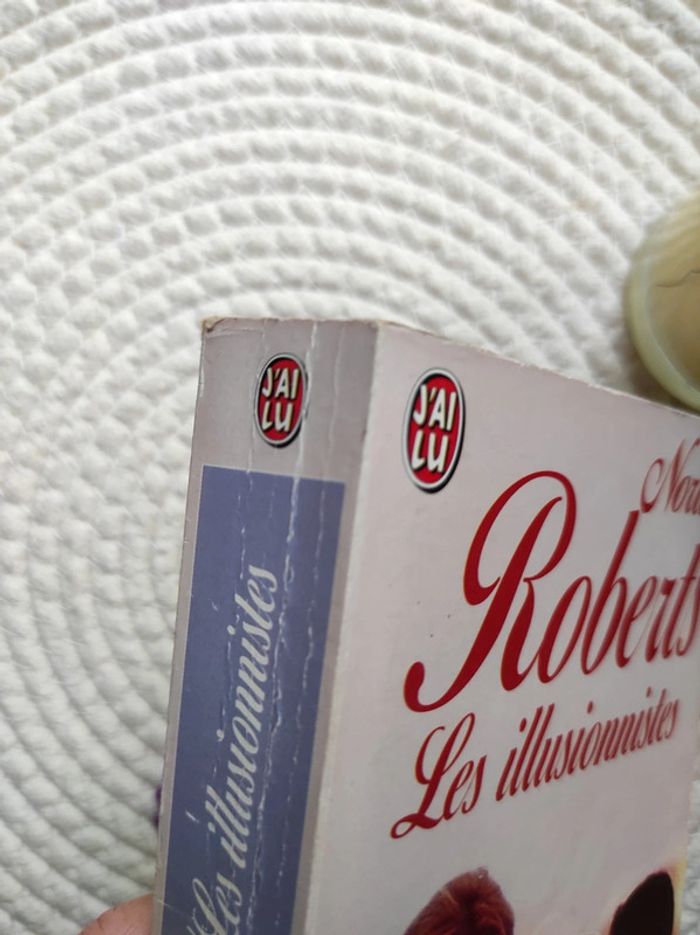 J'AI
LU
Les illusionnistes
J'AI
LU
Roberts
Les illusionnistes